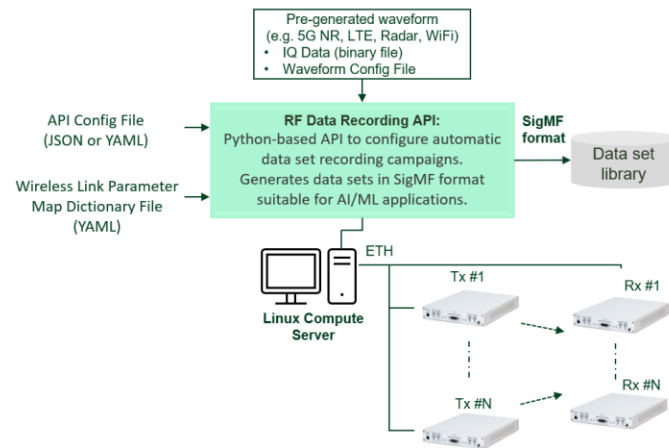 Pre-generated waveform
(e.g. 5G NR, LTE, Radar, WiFi)
• IQ Data (binary file)
• Waveform Config File
API Config File
(JSON or YAML)
Wireless Link Parameter
Map Dictionary File
(YAML)
RF Data Recording API:
Python-based API to configure automatic
data set recording campaigns.
Generates data sets in SigMF format
suitable for AI/ML applications.
SigMF
format
Data set
library
ETH
Linux Compute
Server
Tx #1
Rx #1
Tx #N
Rx #N